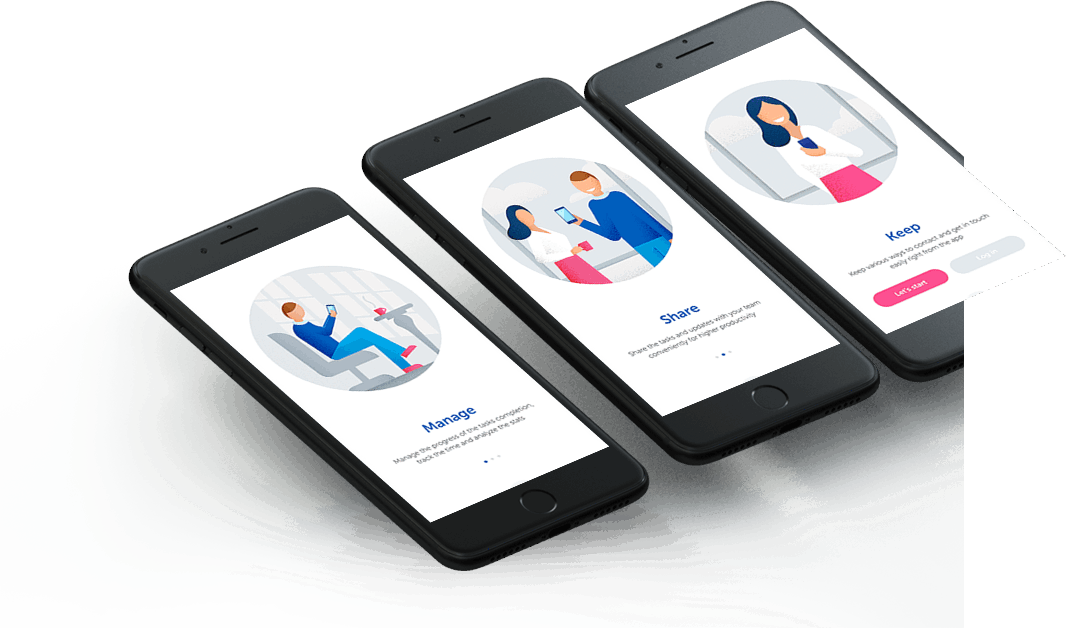 Manage
Manage the progress of the tasks completion,
track the time and analyze the stats
Share
Share the tasks and updates with your team
conveniently for higher productivity
Keep
Keep various ways to contact and get in touch
easily right from the app
Let's start
Log in